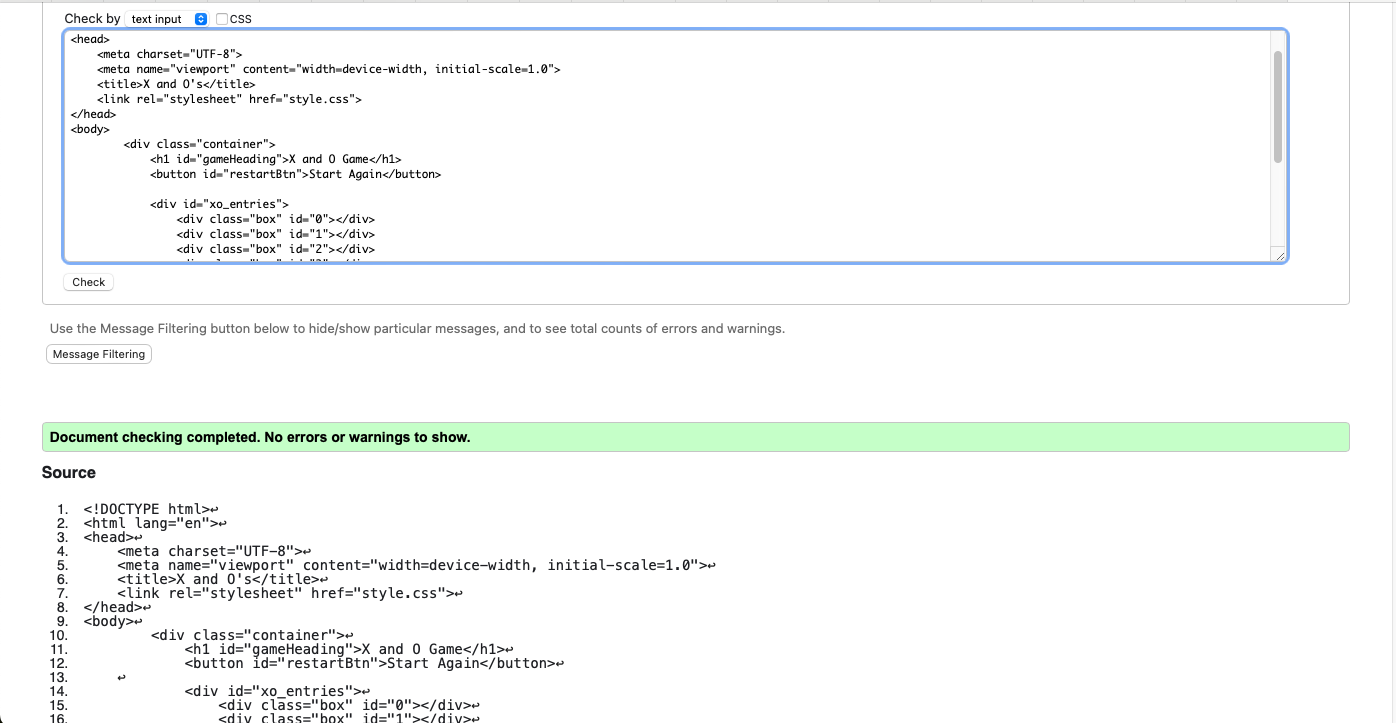 Check by text input CSS
<head>
    <meta charset="UTF-8">
    <meta name="viewport" content="width=device-width, initial-scale=1.0">
    <title>X and O's</title>
    <link rel="stylesheet" href="style.css">
</head>
<body>
        <div class="container">
            <h1 id="gameHeading">X and O Game</h1>
            <button id="restartBtn">Start Again</button>
            <div id="xo_entries">
                <div class="box" id="0"></div>
                <div class="box" id="1"></div>
                <div class="box" id="2"></div>
Check
Use the Message Filtering button below to hide/show particular messages, and to see total counts of errors and warnings.
Message Filtering
Document checking completed. No errors or warnings to show.
Source
1. <!DOCTYPE html>↩
2. <html lang="en">↩
3. <head>↩
4.     <meta charset="UTF-8">↩
5.     <meta name="viewport" content="width=device-width, initial-scale=1.0">↩
6.     <title>X and O's</title>↩
7.     <link rel="stylesheet" href="style.css">↩
8. </head>↩
9. <body>↩
10.         <div class="container">↩
11.             <h1 id="gameHeading">X and O Game</h1>↩
12.             <button id="restartBtn">Start Again</button>↩
13.     ↩
14.             <div id="xo_entries">↩
15.                 <div class="box" id="0"></div>↩
16.                 <div class="box" id="1"></div>↩